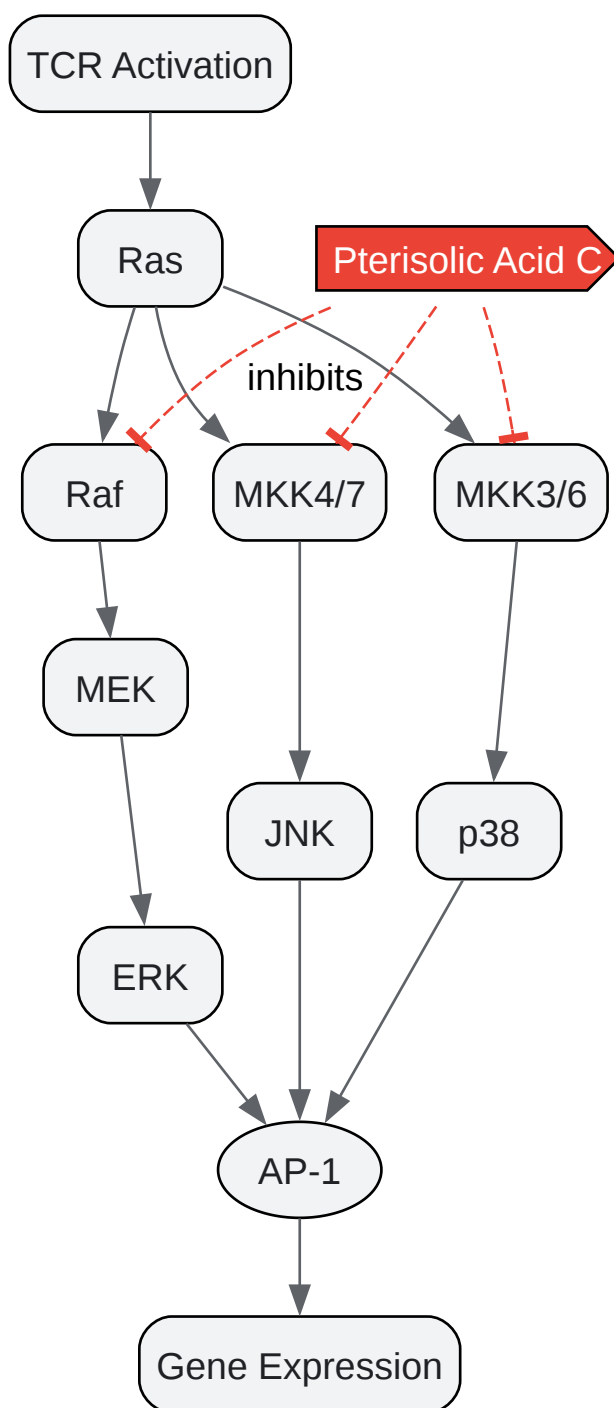 TCR Activation
Ras
Pterisolic Acid C
inhibits
Raf
MKK4/7
MKK3/6
MEK
JNK
p38
ERK
AP-1
Gene Expression